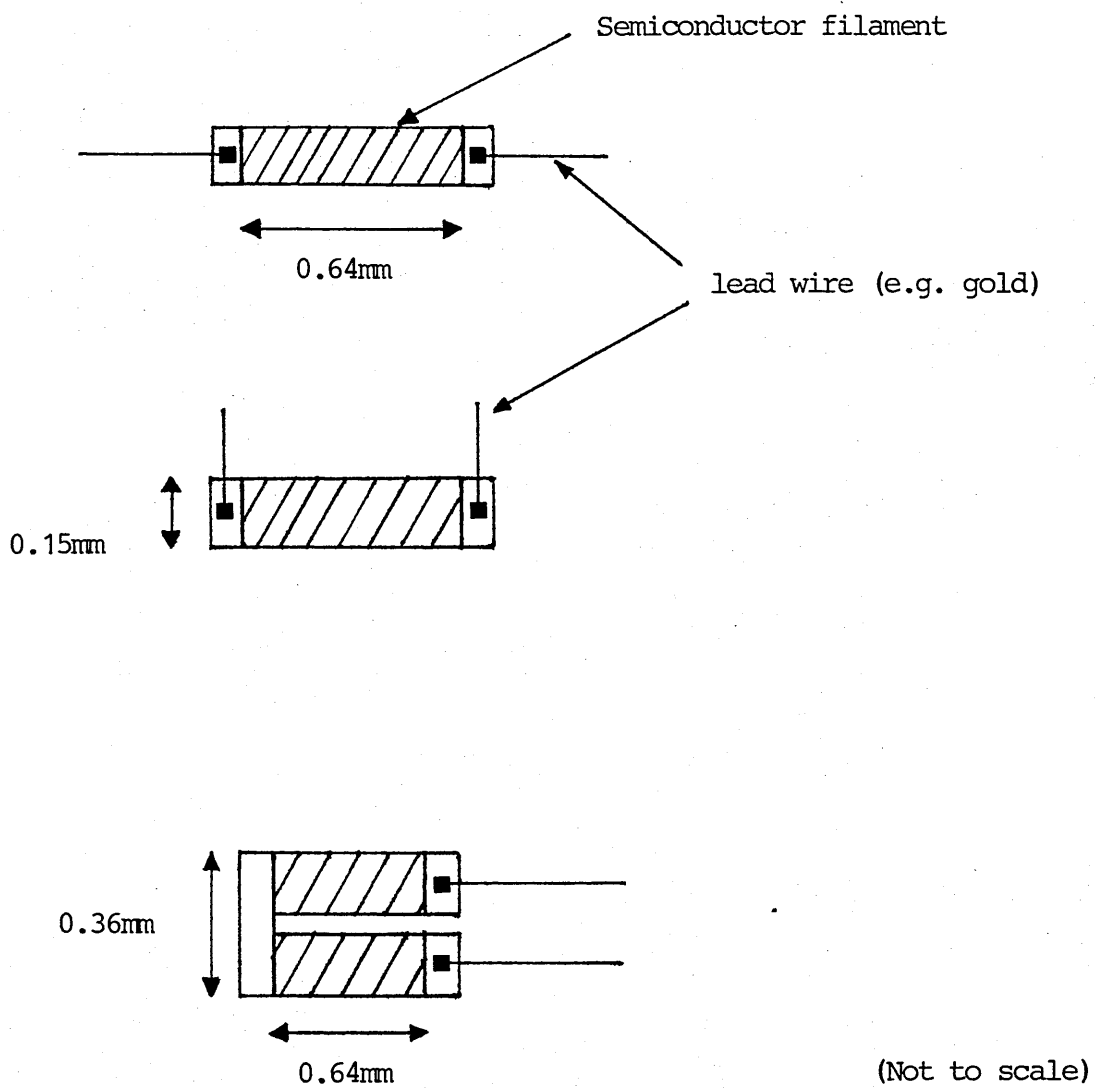 Semiconductor filament
0.64mm
lead wire (e.g. gold)
0.15mm
0.36mm
0.64mm
(Not to scale)